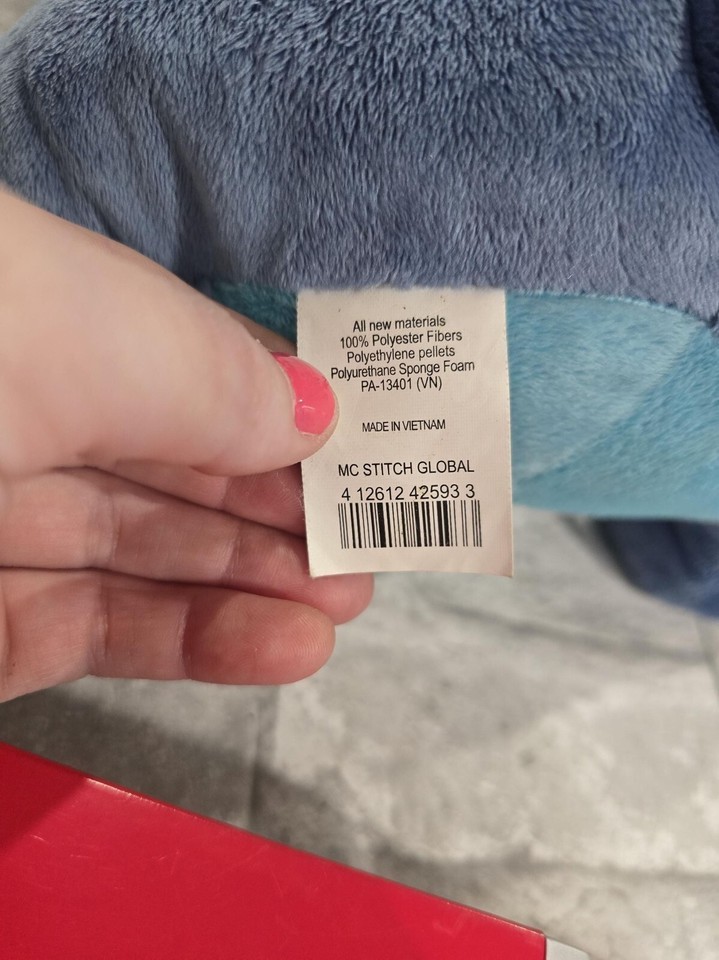 All new materials
100% Polyester Fibers
Polyethylene pellets
Polyurethane Sponge Foam
PA-13401 (VN)
MADE IN VIETNAM
MC STITCH GLOBAL
4 12612 42593 3